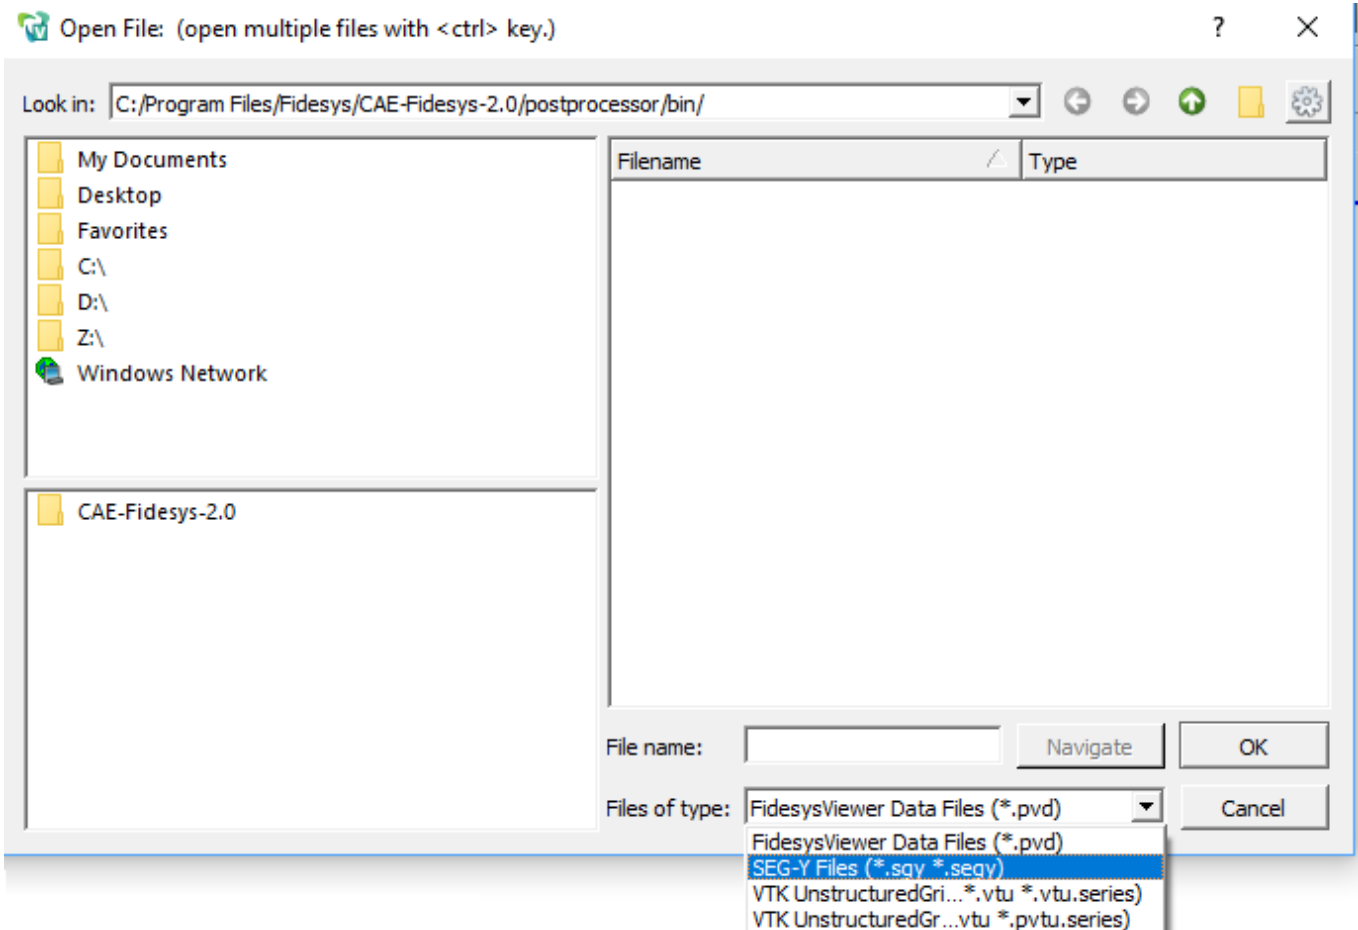 Open File: (open multiple files with <ctrl> key.)
?
Look in: C:/Program Files/Fidesys/CAE-Fidesys-2.0/postprocessor/bin/
My Documents
Desktop
Favorites
C:\
D:\
Z:\
Windows Network
CAE-Fidesys-2.0
Filename Type
File name: Navigate OK
Files of type: FidesysViewer Data Files (*.pvd) Cancel
FidesysViewer Data Files (*.pvd)
SEG-Y Files (*.sgy *.segy)
VTK UnstructuredGri...*.vtu *.vtu.series)
VTK UnstructuredGr...vtu *.pvtu.series)